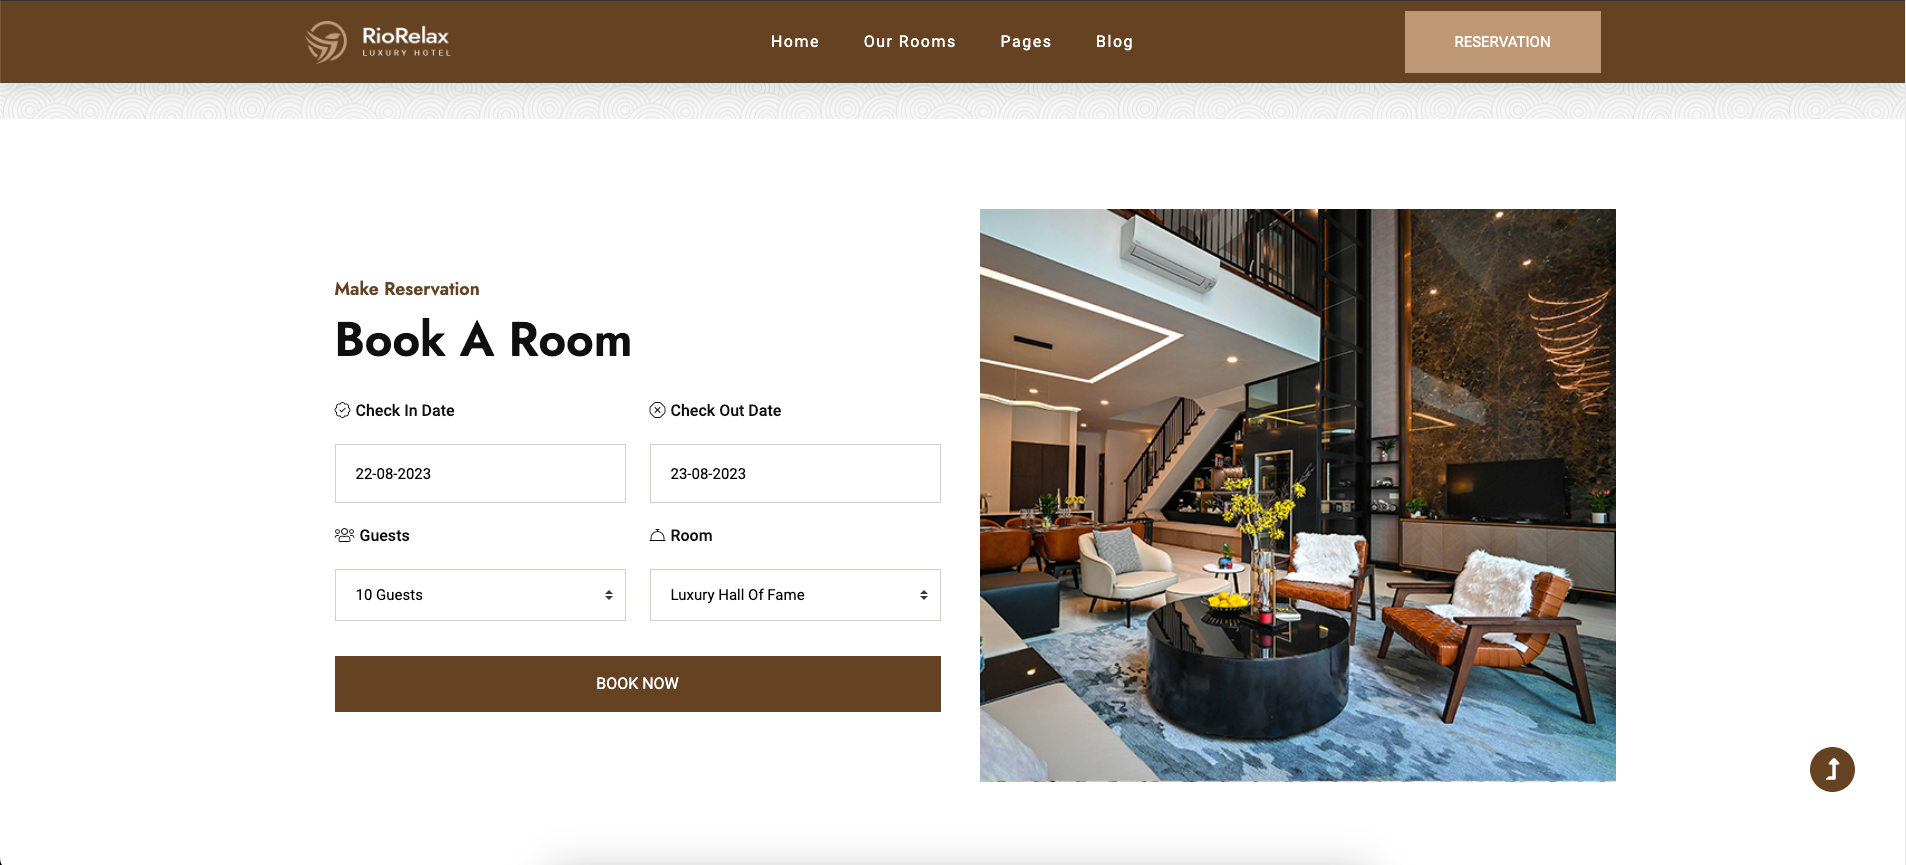 RioRelax
LUXURY HOTEL
Home Our Rooms Pages Blog
RESERVATION
Make Reservation
Book A Room
Check In Date Check Out Date
22-08-2023 23-08-2023
Guests Room
10 Guests Luxury Hall Of Fame
BOOK NOW